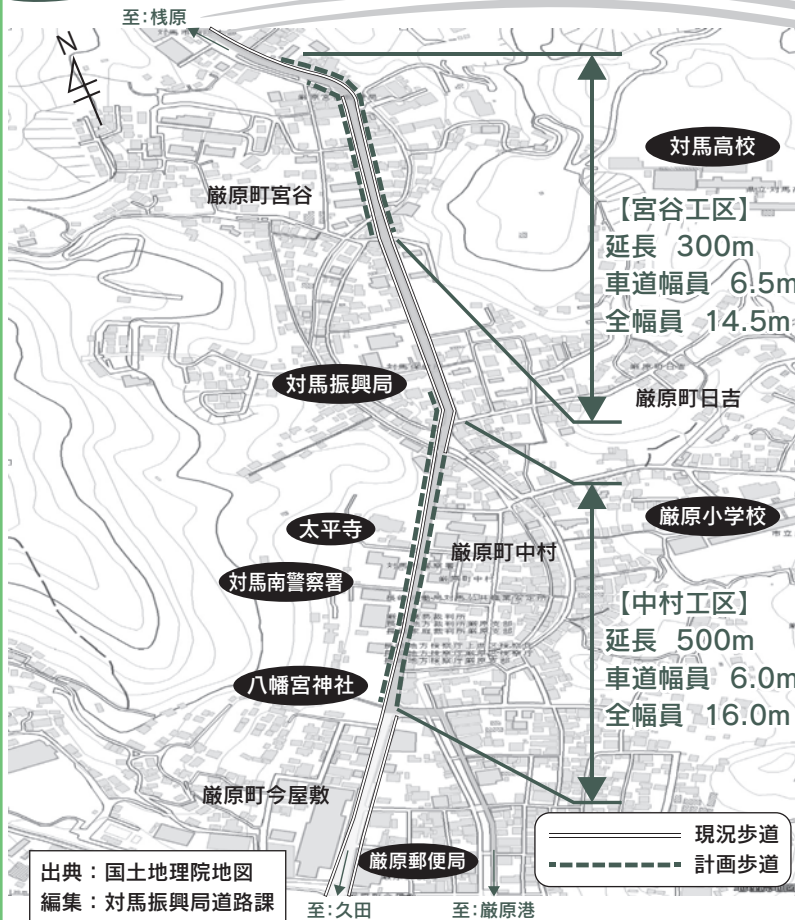 至:桟原
N
対馬高校
厳原町宮谷
【宮谷工区】
延長 300m
車道幅員 6.5m
全幅員 14.5m
対馬振興局
厳原町日吉
太平寺
厳原町中村
厳原小学校
対馬南警察署
【中村工区】
延長 500m
車道幅員 6.0m
全幅員 16.0m
八幡宮神社
厳原町今屋敷
現況歩道
計画歩道
厳原郵便局
出典:国土地理院地図
編集:対馬振興局道路課
至:久田
至:厳原港